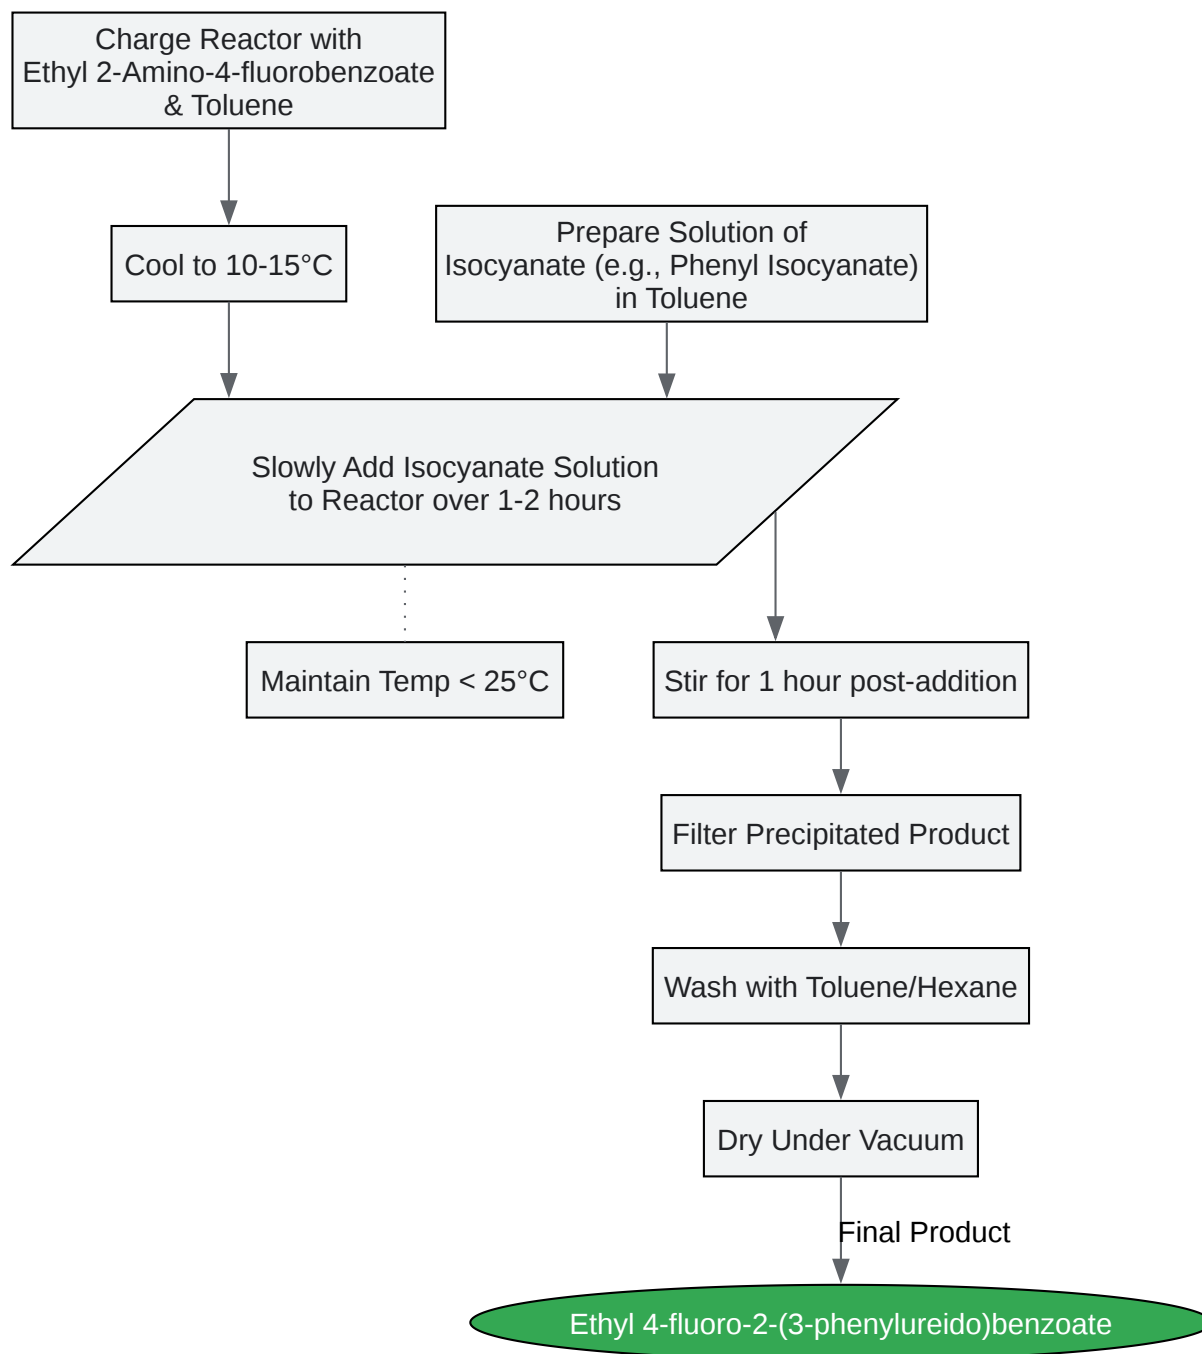 Charge Reactor with
Ethyl 2-Amino-4-fluorobenzoate
& Toluene
Cool to 10-15°C
Prepare Solution of
Isocyanate (e.g., Phenyl Isocyanate)
in Toluene
Slowly Add Isocyanate Solution
to Reactor over 1-2 hours
Maintain Temp < 25°C
Stir for 1 hour post-addition
Filter Precipitated Product
Wash with Toluene/Hexane
Dry Under Vacuum
Final Product
Ethyl 4-fluoro-2-(3-phenylureido)benzoate